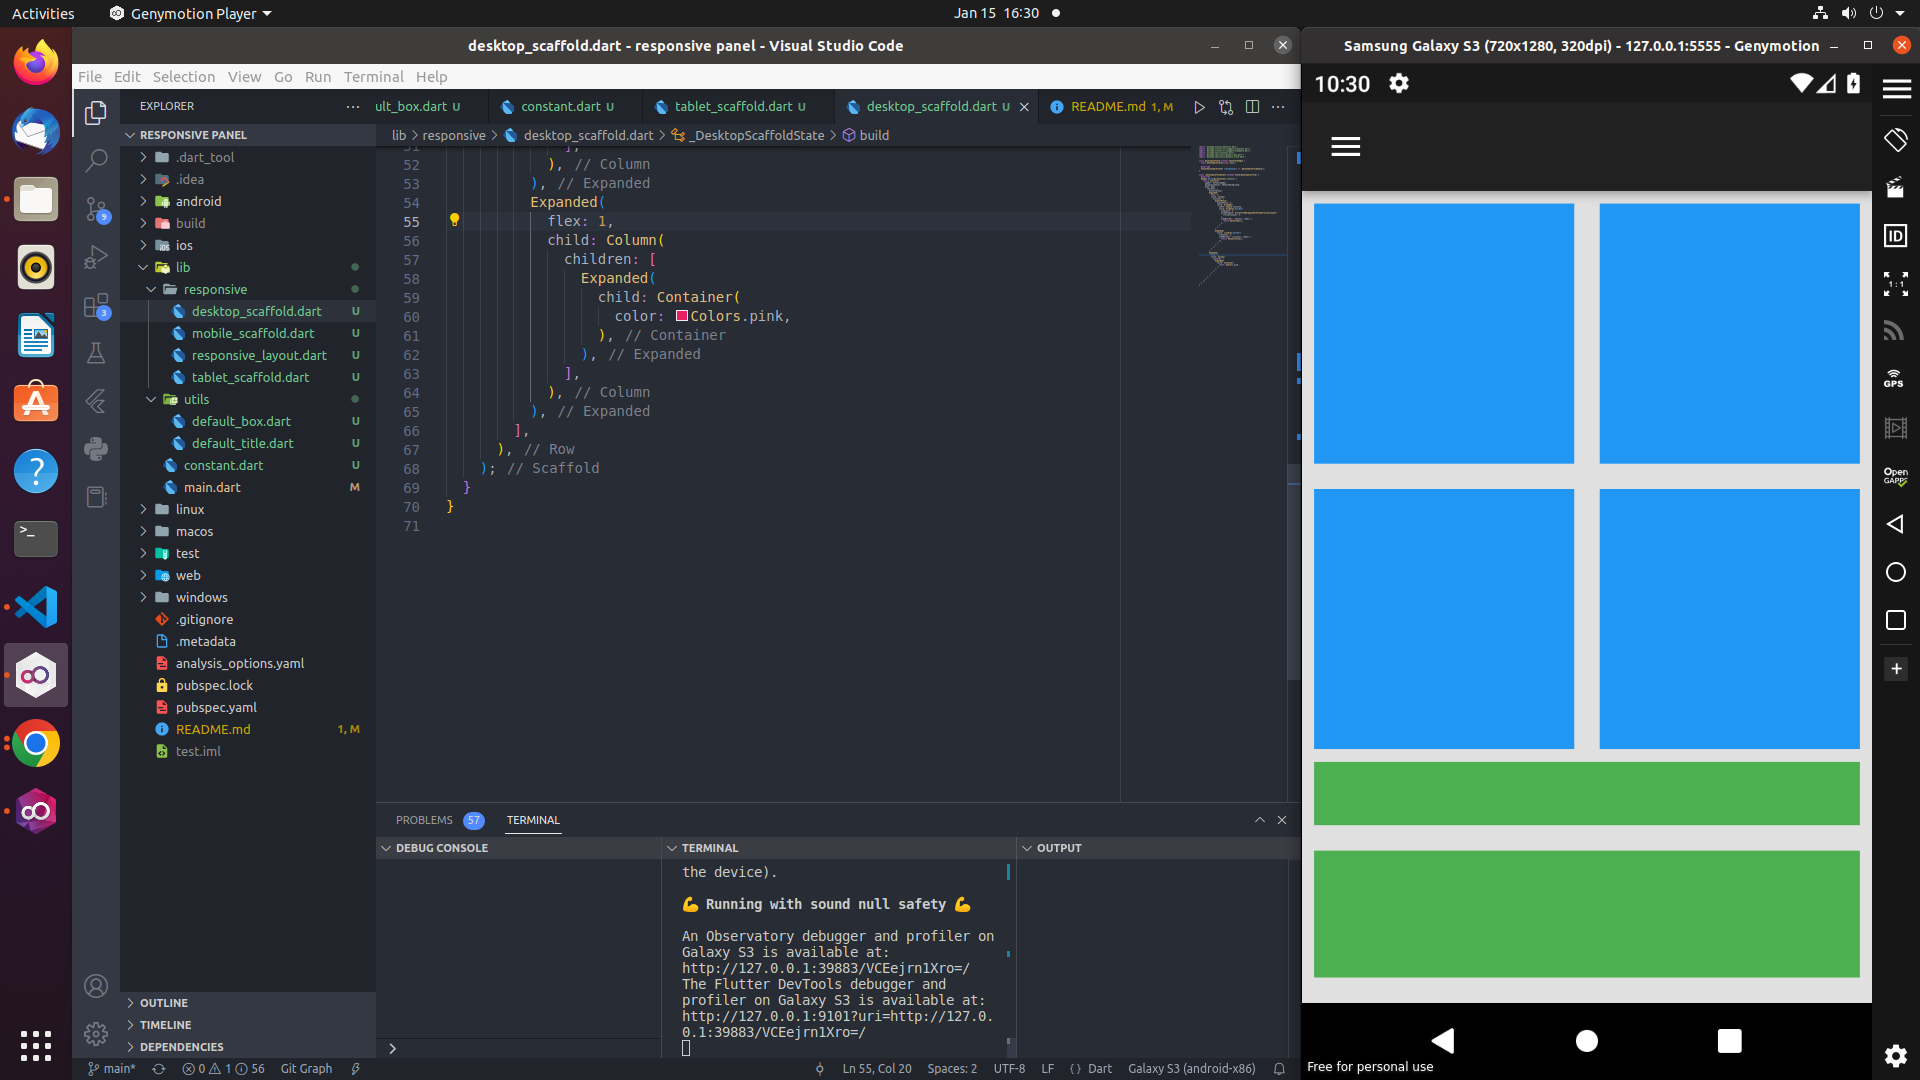 Activities
Genymotion Player
Jan 15 16:30
desktop_scaffold.dart - responsive panel - Visual Studio Code
File Edit Selection View Go Run Terminal Help
EXPLORER
RESPONSIVE PANEL
.dart_tool
.idea
android
build
ios
lib
responsive
desktop_scaffold.dart U
mobile_scaffold.dart U
responsive_layout.dart U
tablet_scaffold.dart U
utils
default_box.dart U
default_title.dart U
constant.dart U
main.dart M
linux
macos
test
web
windows
.gitignore
.metadata
analysis_options.yaml
pubspec.lock
pubspec.yaml
README.md 1, M
test.iml
OUTLINE
TIMELINE
DEPENDENCIES
9
3
ult_box.dart U
constant.dart U
tablet_scaffold.dart U
desktop_scaffold.dart U
README.md 1, M
lib > responsive > desktop_scaffold.dart > _DesktopScaffoldState > build
51 ],
52 ), // Column
53 ), // Expanded
54 Expanded(
55 flex: 1,
56 child: Column(
57 children: [
58 Expanded(
59 child: Container(
60 color: Colors.pink,
61 ), // Container
62 ), // Expanded
63 ],
64 ), // Column
65 ), // Expanded
66 ],
67 ), // Row
68 ); // Scaffold
69 }
70 }
71
PROBLEMS 57 TERMINAL
DEBUG CONSOLE
TERMINAL
the device).
💪 Running with sound null safety 💪
An Observatory debugger and profiler on
Galaxy S3 is available at:
http://127.0.0.1:39883/VCEejrn1Xro=/
The Flutter DevTools debugger and
profiler on Galaxy S3 is available at:
http://127.0.0.1:9101?uri=http://127.0.
0.1:39883/VCEejrn1Xro=/
OUTPUT
main* 0 1 56 Git Graph
Ln 55, Col 20 Spaces: 2 UTF-8 LF { } Dart Galaxy S3 (android-x86)
Samsung Galaxy S3 (720x1280, 320dpi) - 127.0.0.1:5555 - Genymotion
10:30
Free for personal use
ID
1:1
GPS
Open
GAPPS